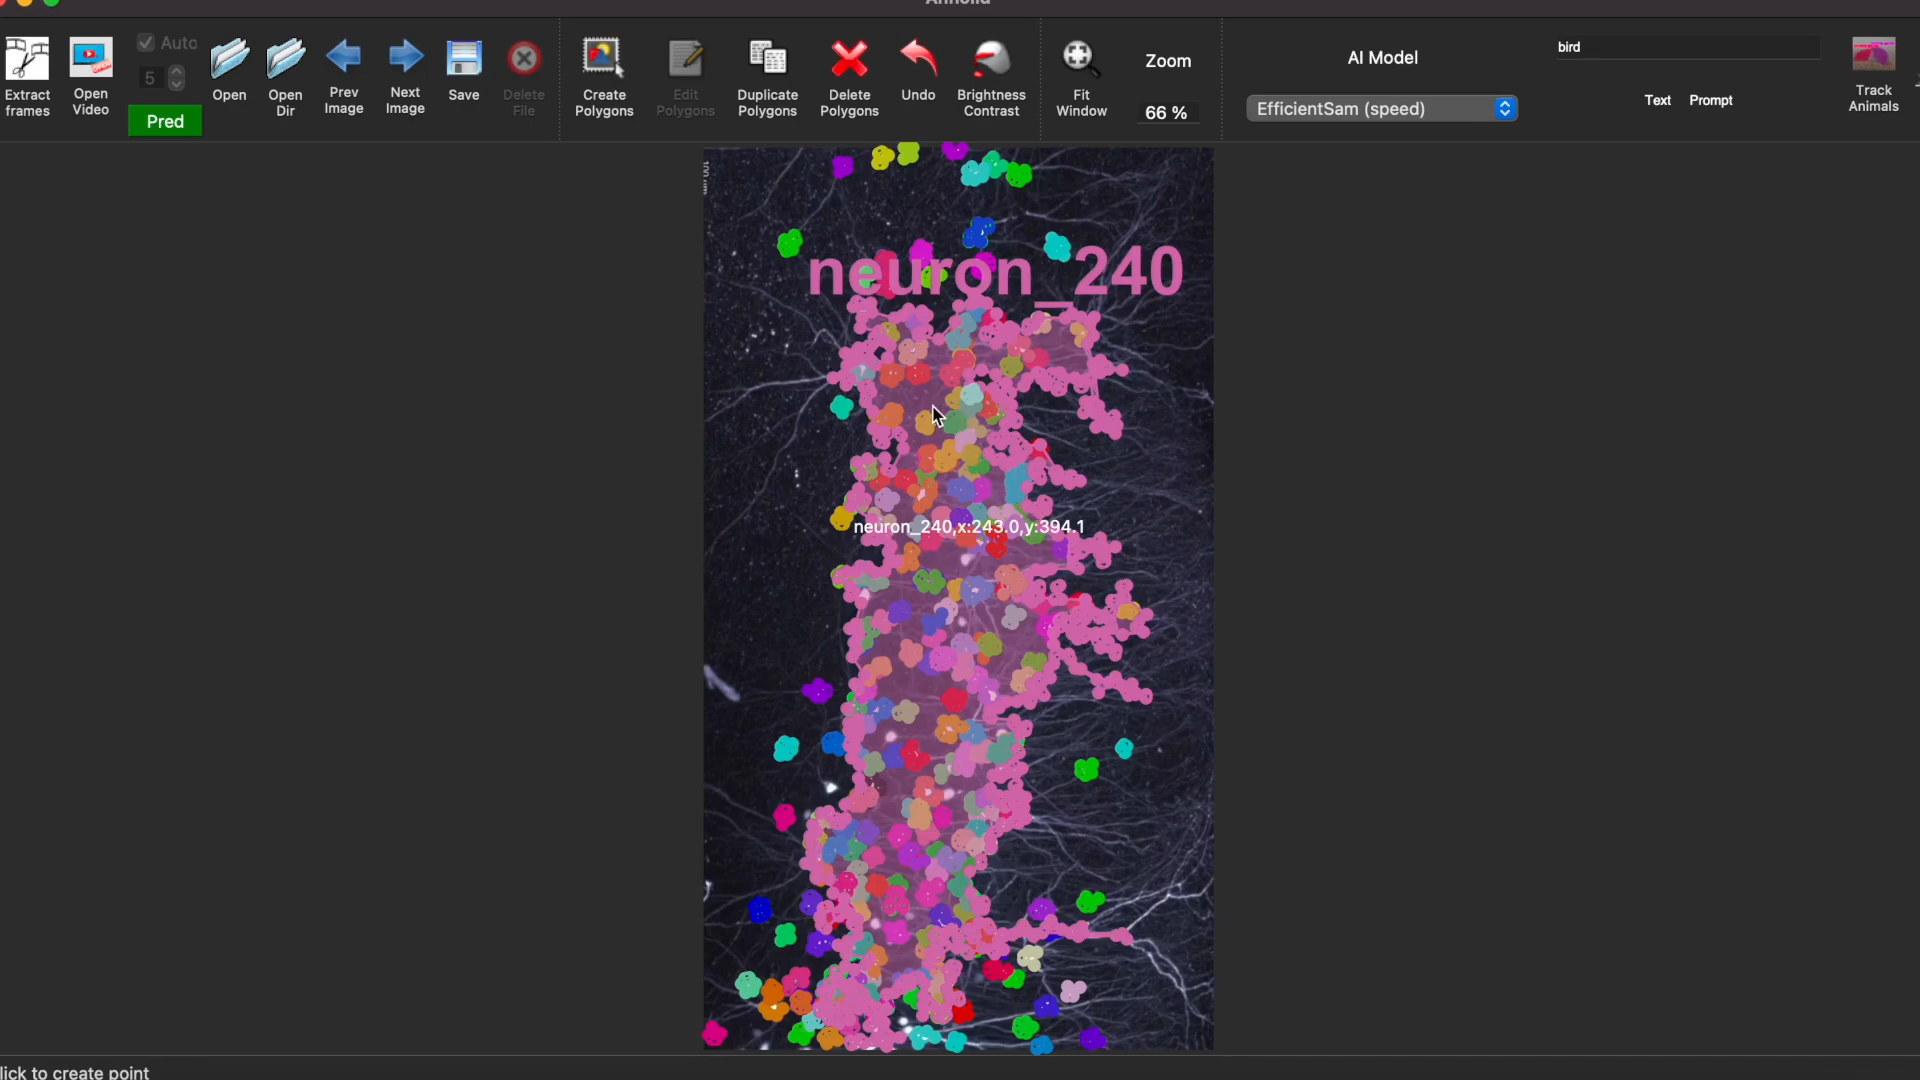 Annolid
Extract
frames
Open
Video
Auto
5
Pred
Open
Open
Dir
Prev
Image
Next
Image
Save
Delete
File
Create
Polygons
Edit
Polygons
Duplicate
Polygons
Delete
Polygons
Undo
Brightness
Contrast
Fit
Window
Zoom
66 %
AI Model
EfficientSam (speed)
bird
Text Prompt
Track
Animals
neuron_240
neuron_240,x:243.0,y:394.1
lick to create point